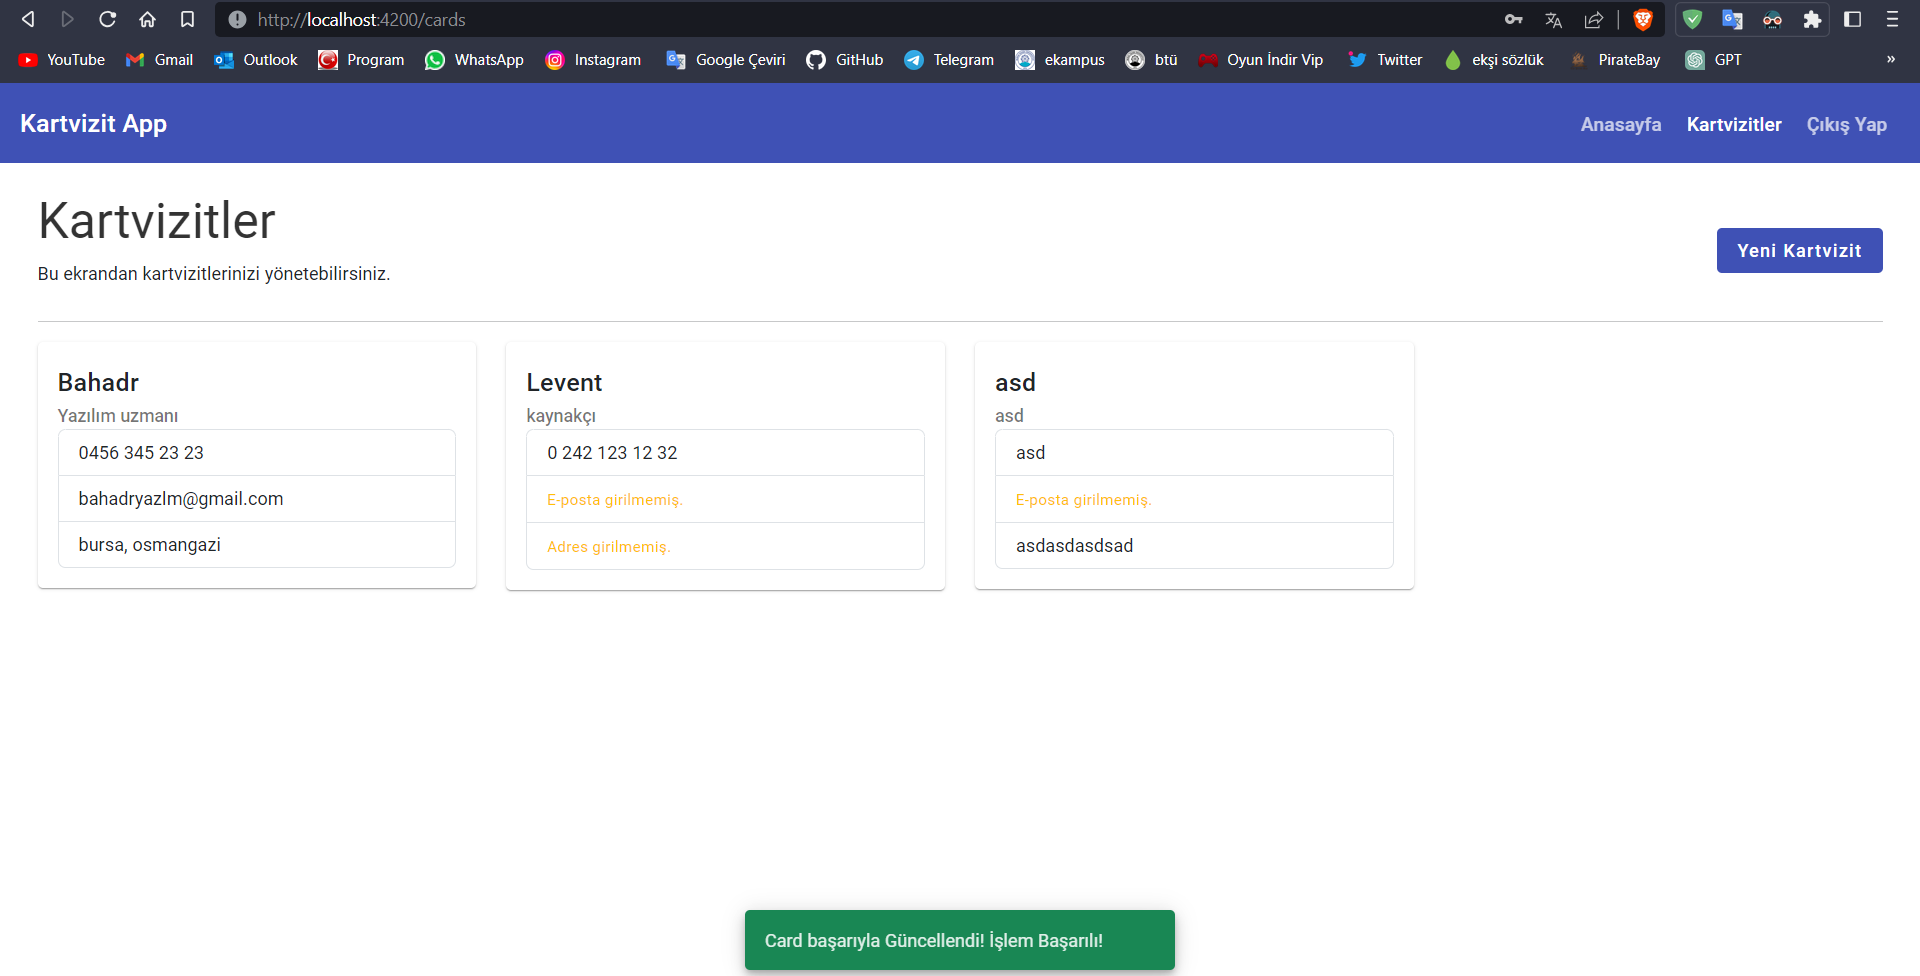 http://localhost:4200/cards
YouTube Gmail Outlook Program WhatsApp Instagram Google Çeviri GitHub Telegram ekampus btü Oyun İndir Vip Twitter ekşi sözlük PirateBay GPT »
Kartvizit App
Anasayfa Kartvizitler Çıkış Yap
Kartvizitler
Bu ekrandan kartvizitlerinizi yönetebilirsiniz.
Yeni Kartvizit
Bahadr
Yazılım uzmanı
0456 345 23 23
bahadryazlm@gmail.com
bursa, osmangazi
Levent
kaynakçı
0 242 123 12 32
E-posta girilmemiş.
Adres girilmemiş.
asd
asd
asd
E-posta girilmemiş.
asdasdasdsad
Card başarıyla Güncellendi! İşlem Başarılı!